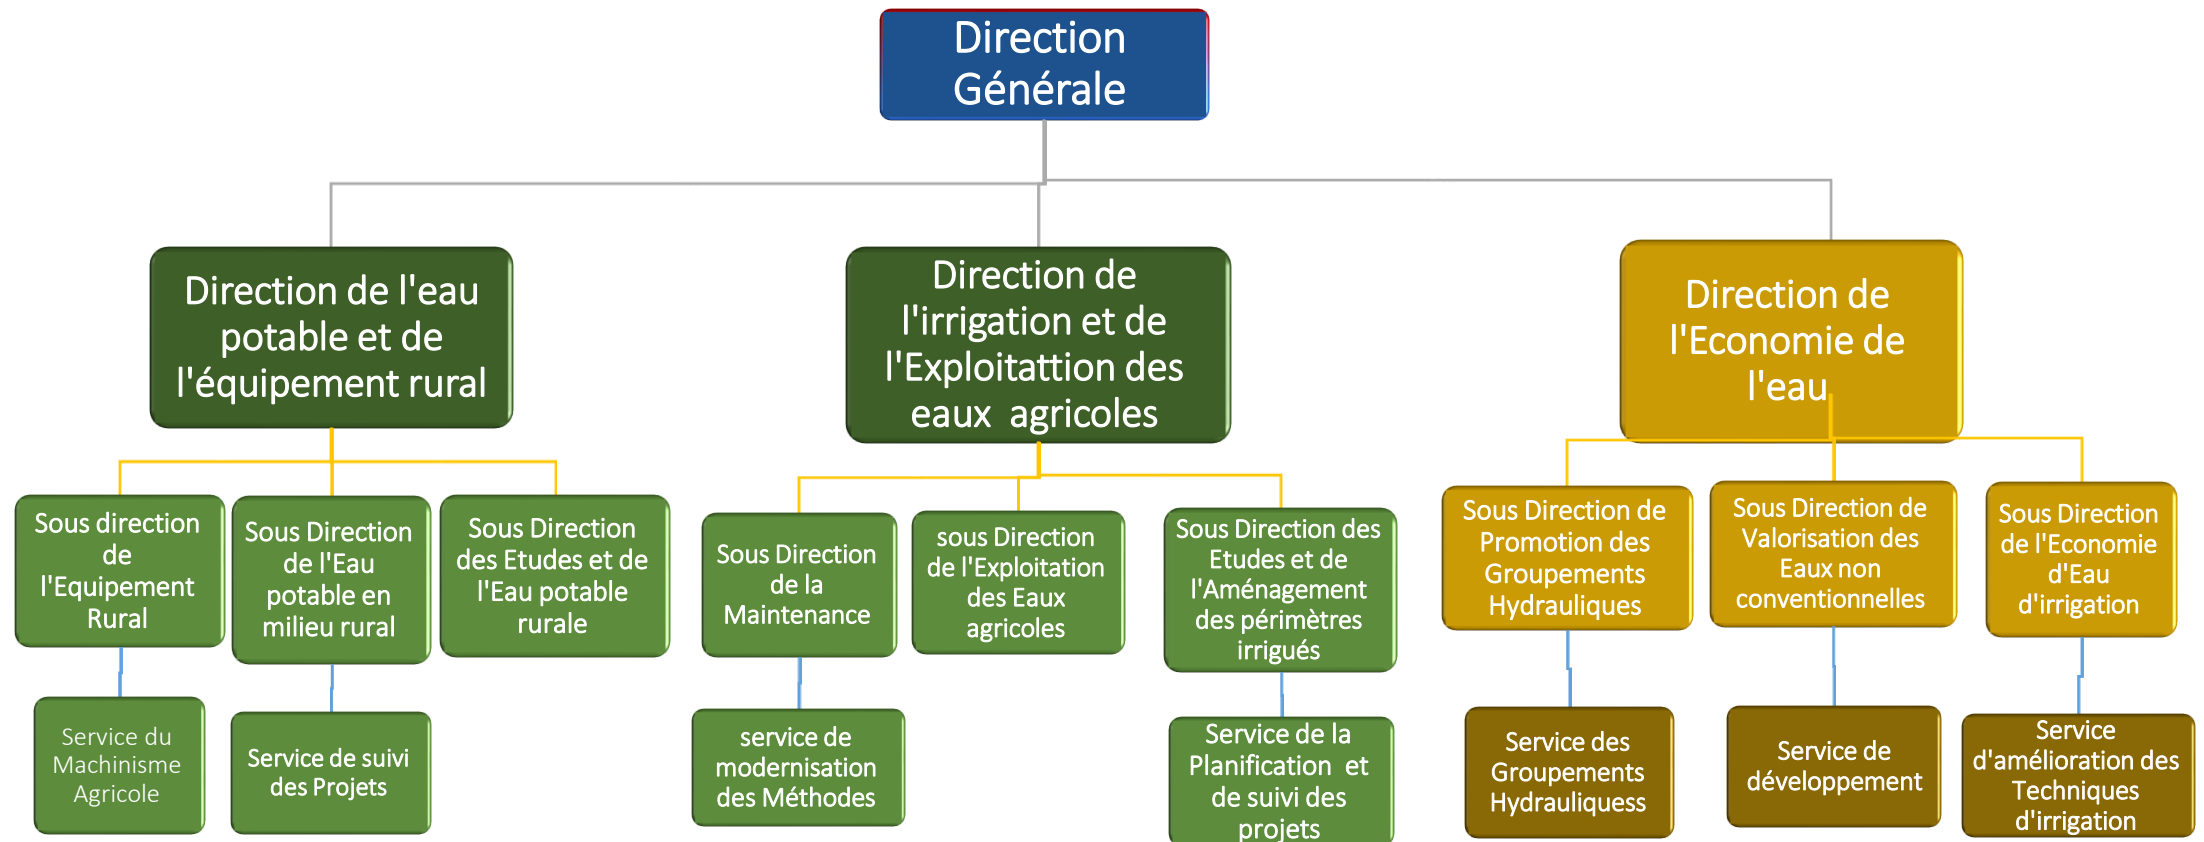 Direction
Générale
Direction de l'eau
potable et de
l'équipement rural
Direction de
l'irrigation et de
l'Exploitattion des
eaux  agricoles
Direction de
l'Economie de
l'eau
Sous direction
de
l'Equipement
Rural
Sous Direction
de l'Eau
potable en
milieu rural
Sous Direction
des Etudes et de
l'Eau potable
rurale
Sous Direction
de la
Maintenance
sous Direction
de l'Exploitation
des Eaux
agricoles
Sous Direction des
Etudes et de
l'Aménagement
des périmètres
irrigués
Sous Direction de
Promotion des
Groupements
Hydrauliques
Sous Direction de
Valorisation des
Eaux non
conventionnelles
Sous Direction
de l'Economie
d'Eau
d'irrigation
Service du
Machinisme
Agricole
Service de suivi
des Projets
service de
modernisation
des Méthodes
Service de la
Planification  et
de suivi des
projets
Service des
Groupements
Hydrauliquess
Service de
développement
Service
d'amélioration des
Techniques
d'irrigation